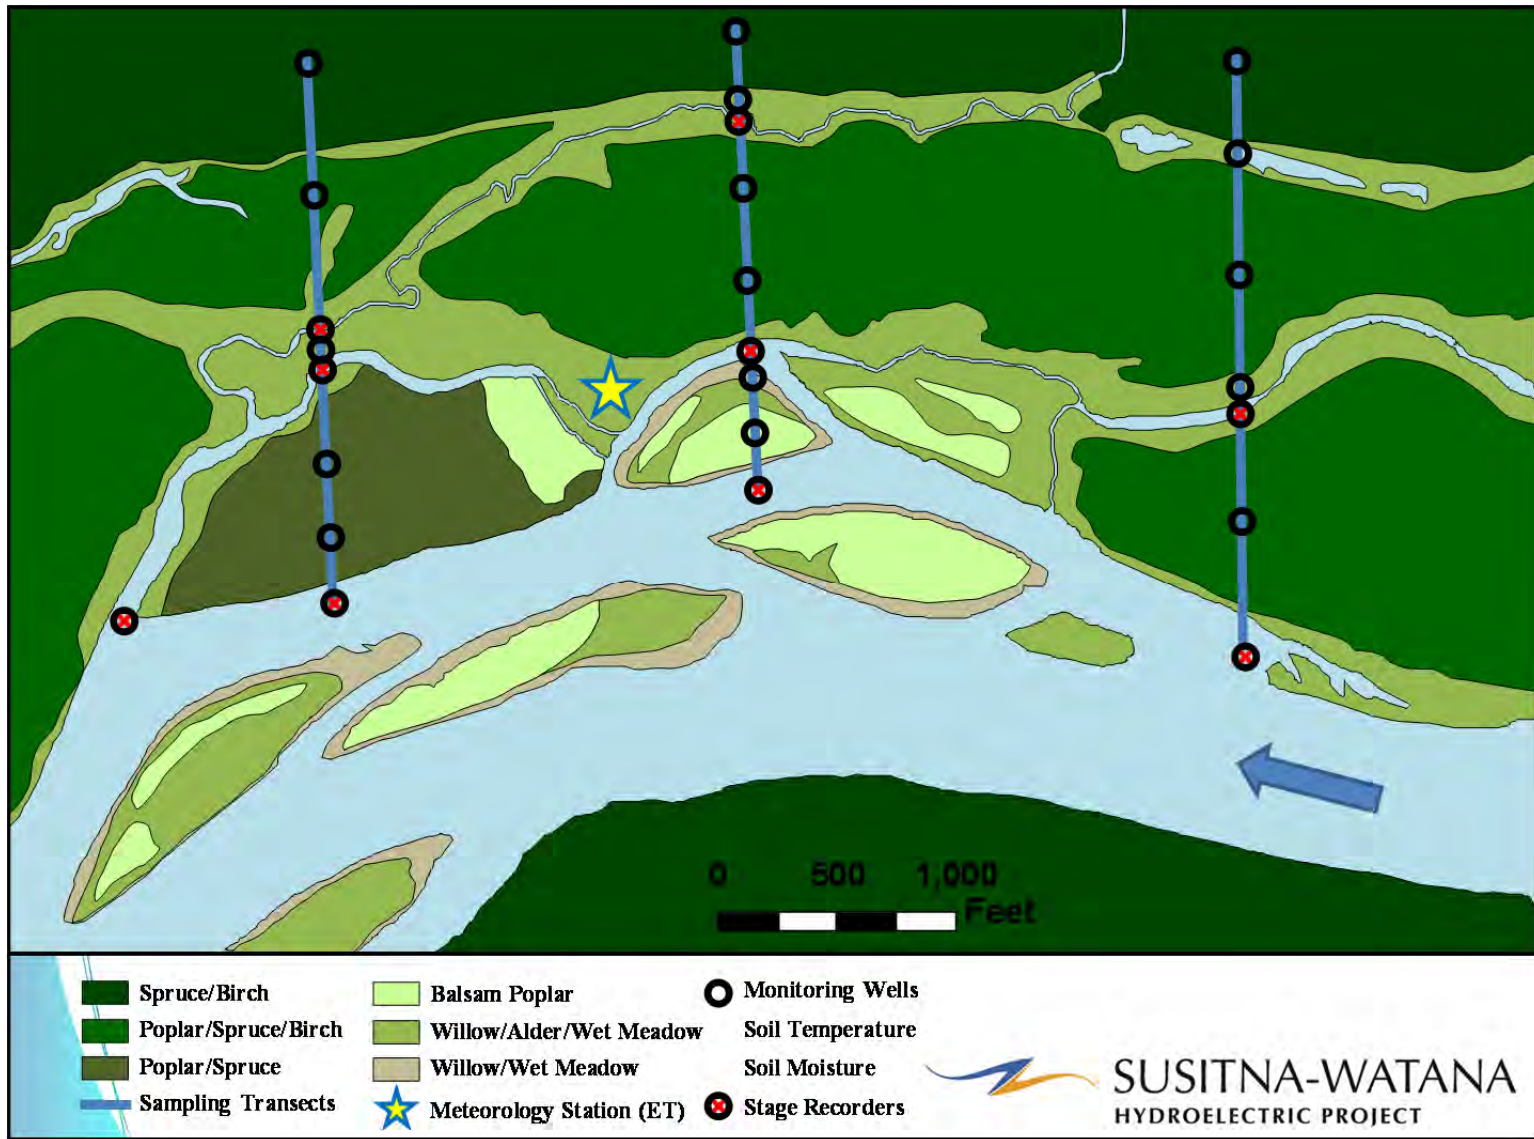 0 500 1,000
Feet
Spruce/Birch
Poplar/Spruce/Birch
Poplar/Spruce
Sampling Transects
Balsam Poplar
Willow/Alder/Wet Meadow
Willow/Wet Meadow
Meteorology Station (ET)
Monitoring Wells
Soil Temperature
Soil Moisture
Stage Recorders
SUSITNA-WATANA
HYDROELECTRIC PROJECT